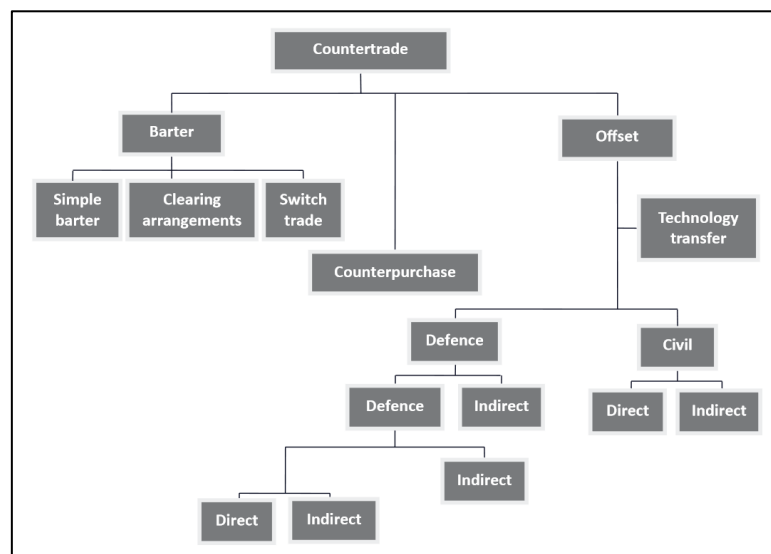 Countertrade
Barter
Offset
Simple
barter
Clearing
arrangements
Switch
trade
Technology
transfer
Counterpurchase
Defence
Civil
Defence
Indirect
Direct
Indirect
Indirect
Direct
Indirect